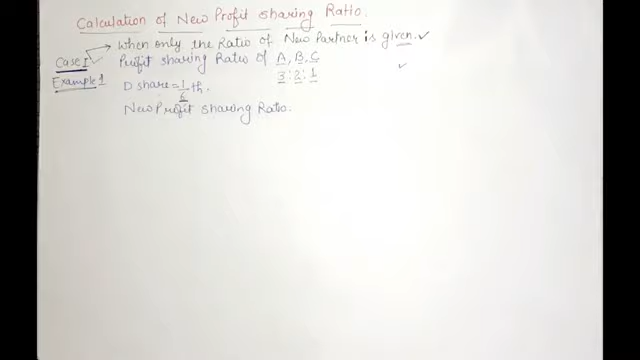 Calculation of New Profit sharing Ratio.
When only the Ratio of New Partner is given.
Case I Profit Sharing Ratio of A, B, C
Example 1 3:2:1
D share = 1/6 th.
New Profit sharing Ratio.